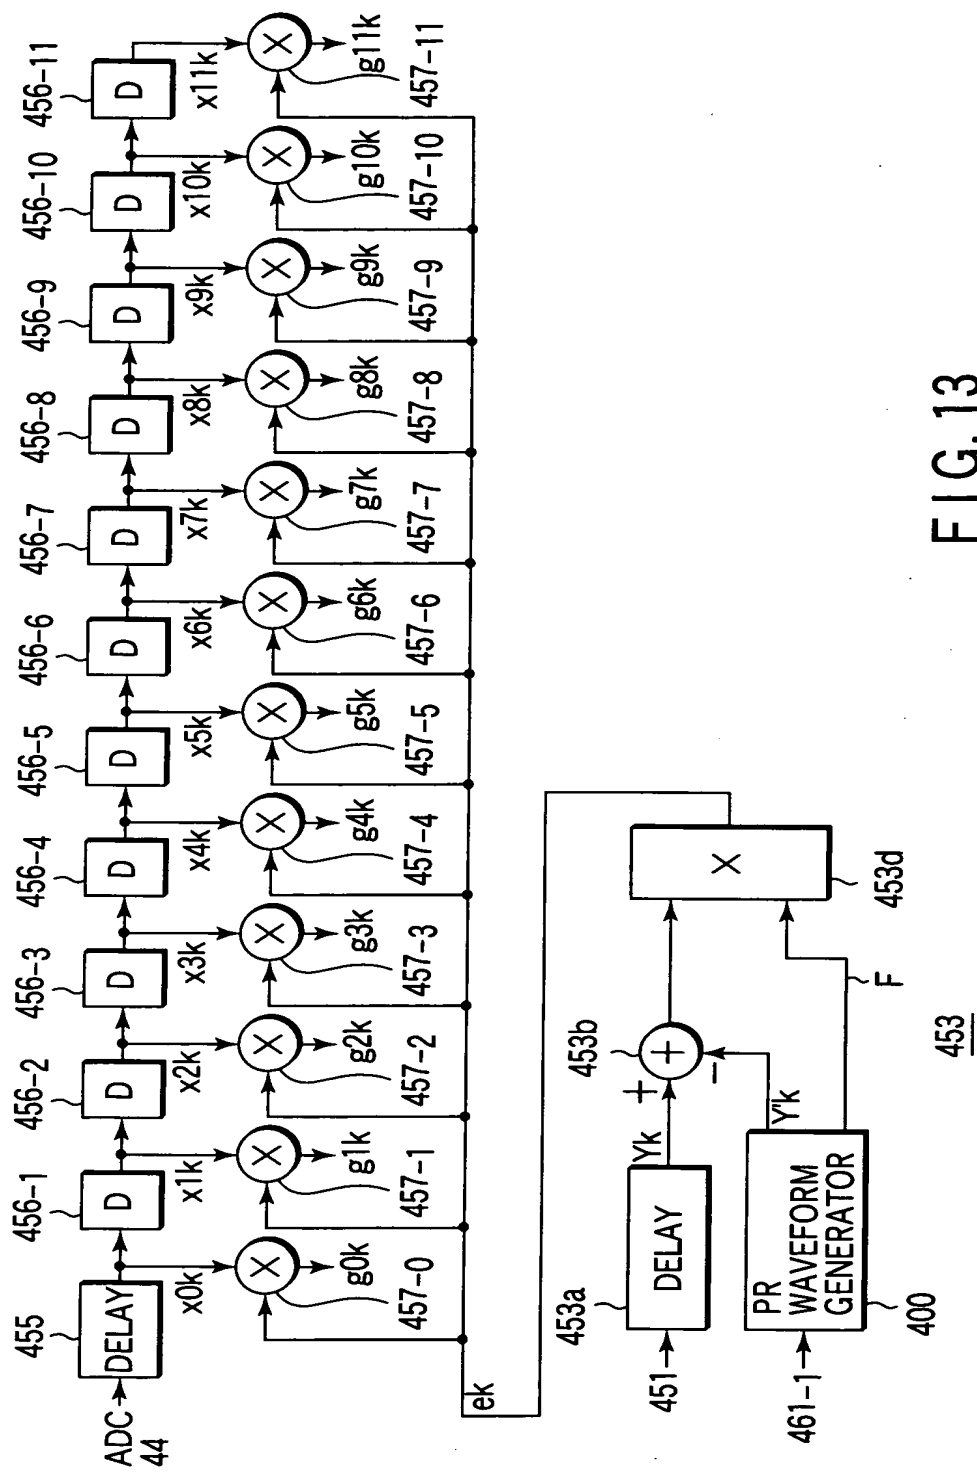 456-1
456-2
456-3
456-4
456-5
456-6
456-7
456-8
456-9
456-10
456-11
455
DELAY
D
D
D
D
D
D
D
D
D
D
D
ADC
44
x0k
x1k
x2k
x3k
x4k
x5k
x6k
x7k
x8k
x9k
x10k
x11k
X
X
X
X
X
X
X
X
X
X
X
X
g0k
g1k
g2k
g3k
g4k
g5k
g6k
g7k
g8k
g9k
g10k
g11k
457-0
457-1
457-2
457-3
457-4
457-5
457-6
457-7
457-8
457-9
457-10
457-11
ek
453a
451
DELAY
Yk
+
453b
+
-
X
453d
461-1
PR
WAVEFORM
GENERATOR
400
Y'k
F
453
FIG. 13